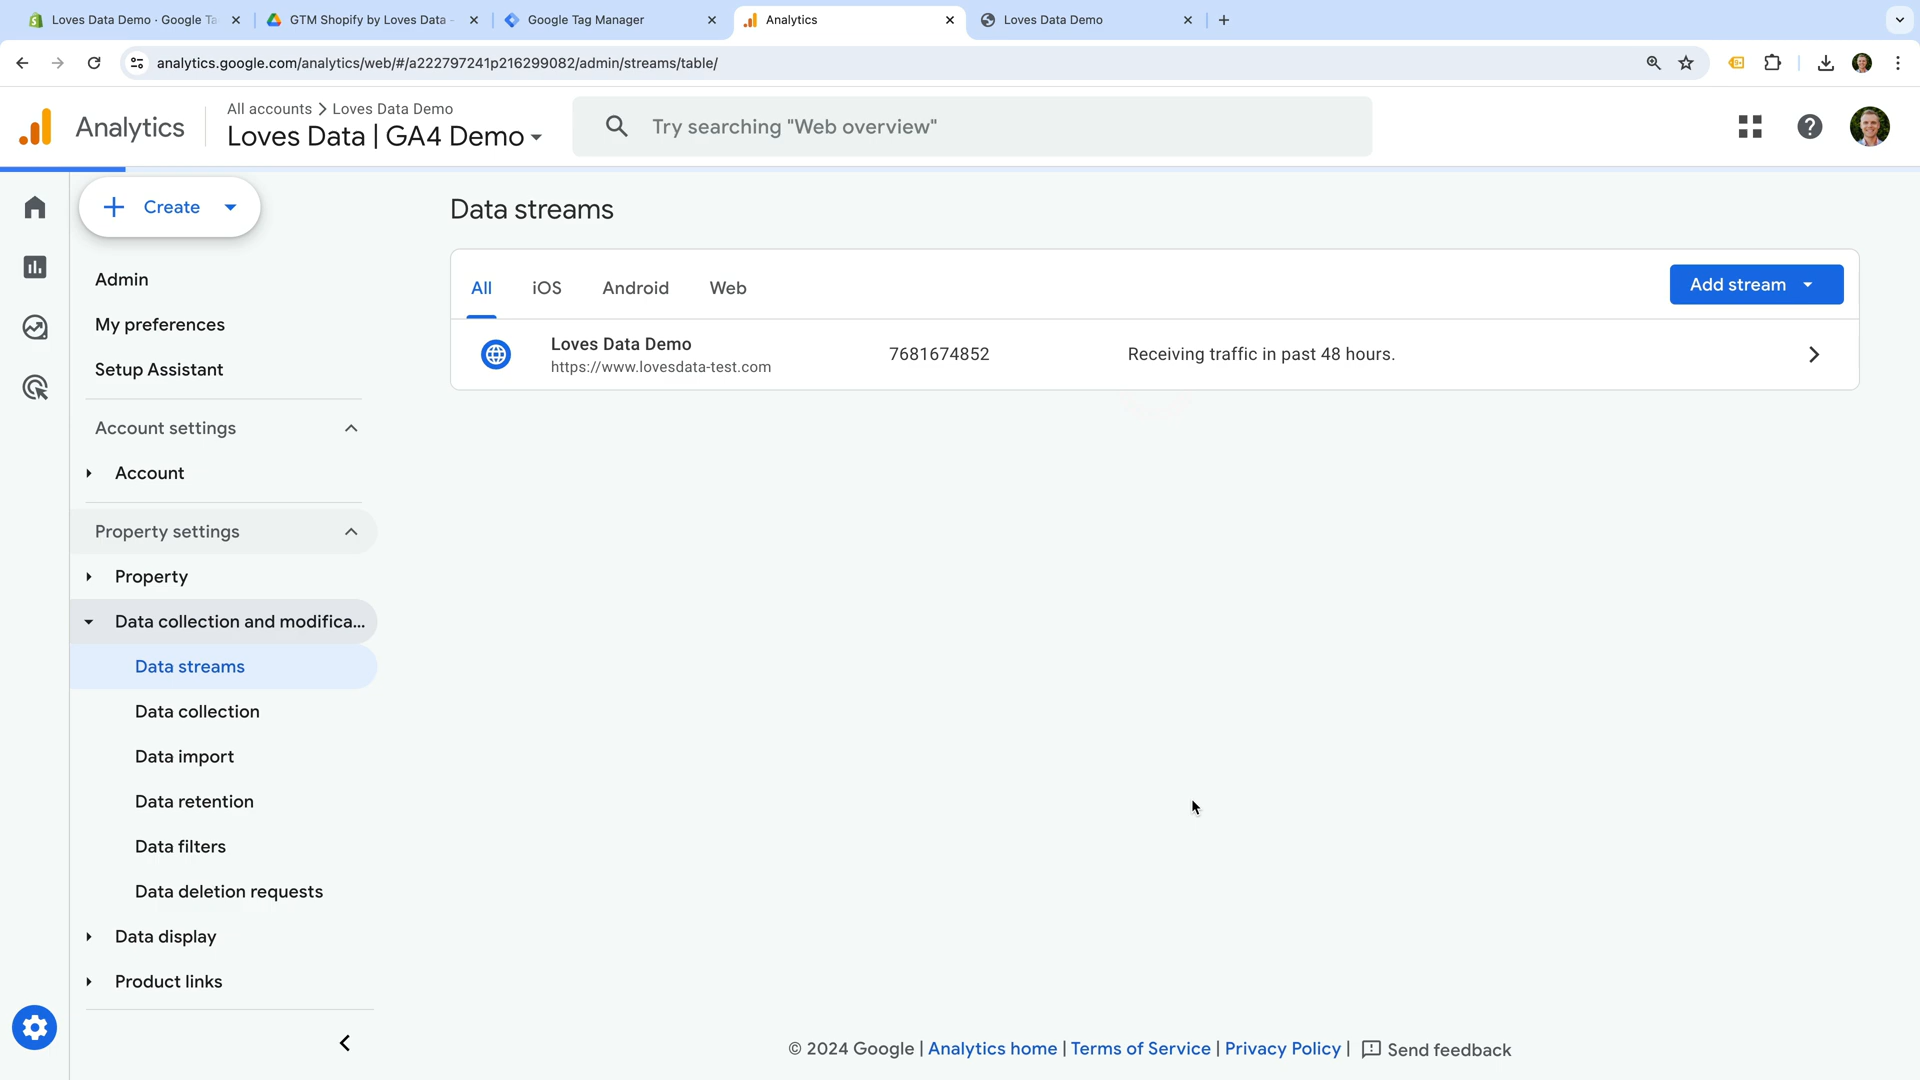 Loves Data Demo · Google Ta
GTM Shopify by Loves Data -
Google Tag Manager
Analytics
Loves Data Demo
analytics.google.com/analytics/web/#/a222797241p216299082/admin/streams/table/
Analytics
All accounts > Loves Data Demo
Loves Data | GA4 Demo
Try searching "Web overview"
Create
Admin
My preferences
Setup Assistant
Account settings
Account
Property settings
Property
Data collection and modifica...
Data streams
Data collection
Data import
Data retention
Data filters
Data deletion requests
Data display
Product links
Data streams
All
iOS
Android
Web
Add stream
Loves Data Demo
https://www.lovesdata-test.com
7681674852
Receiving traffic in past 48 hours.
© 2024 Google | Analytics home | Terms of Service | Privacy Policy | Send feedback